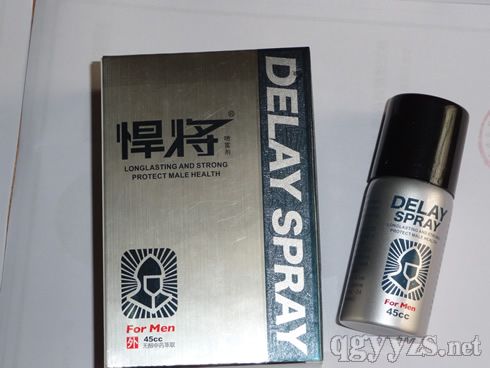 DELAY SPRAY
悍将®
喷雾剂
LONGLASTING AND STRONG
PROTECT MALE HEALTH
For Men
外 45cc
DELAY
SPRAY
LONGLASTING AND STRONG
PROTECT MALE HEALTH
For Men
45cc
qgyyzs.net